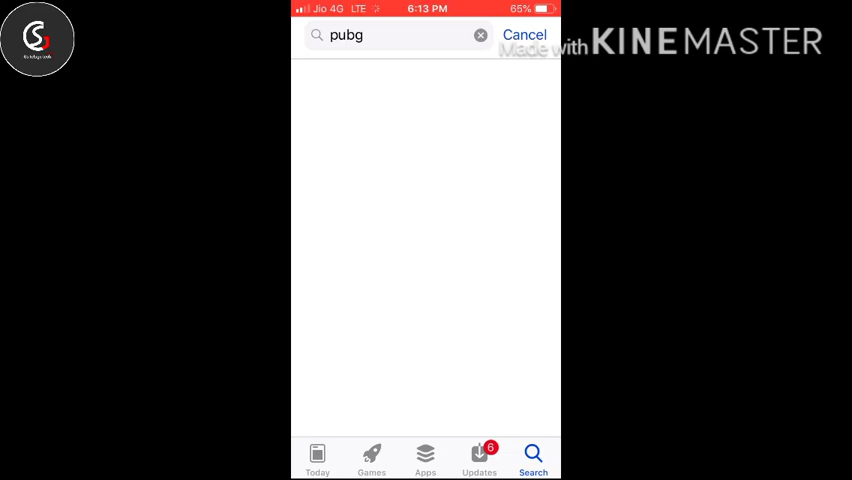 Jio 4G LTE 6:13 PM 65%
pubg Cancel
Made with KINEMASTER
6
Today Games Apps Updates Search